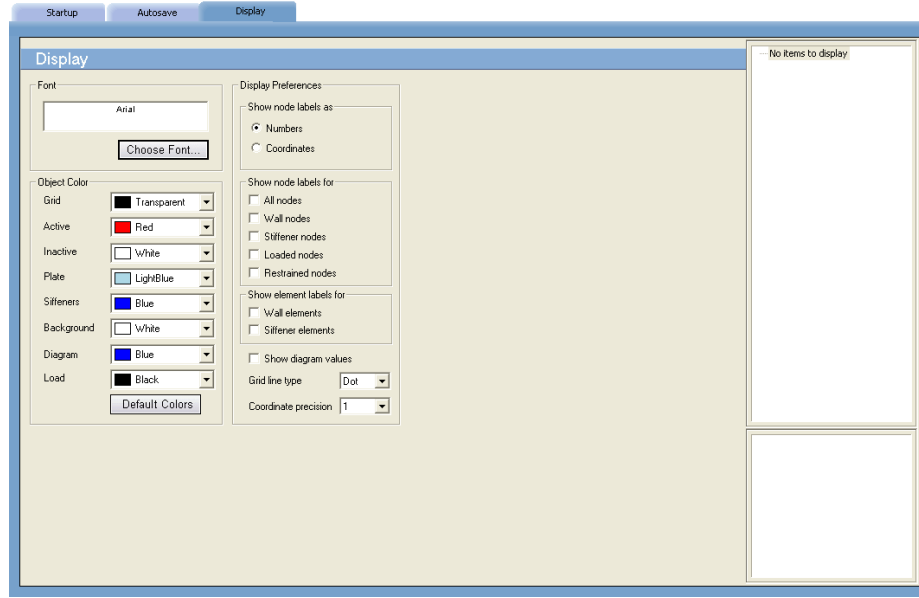 Startup
Autosave
Display
Display
Font
Arial
Choose Font...
Object Color
Grid Transparent
Active Red
Inactive White
Plate LightBlue
Siffeners Blue
Background White
Diagram Blue
Load Black
Default Colors
Display Preferences
Show node labels as
Numbers
Coordinates
Show node labels for
All nodes
Wall nodes
Stiffener nodes
Loaded nodes
Restrained nodes
Show element labels for
Wall elements
Siffener elements
Show diagram values
Grid line type Dot
Coordinate precision 1
No items to display